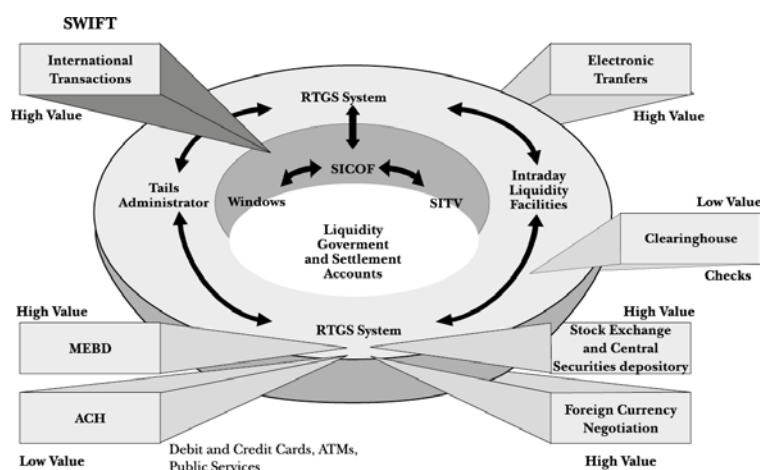 SWIFT
International
Transactions
High Value
Electronic
Tranfers
High Value
RTGS System
SICOF
Windows
SITV
Tails
Administrator
Intraday
Liquidity
Facilities
Liquidity
Goverment
and Settlement
Accounts
Low Value
Clearinghouse
Checks
High Value
MEBD
RTGS System
High Value
Stock Exchange
and Central
Securities depository
ACH
Low Value
Debit and Credit Cards, ATMs,
Public Services
Foreign Currency
Negotiation
High Value